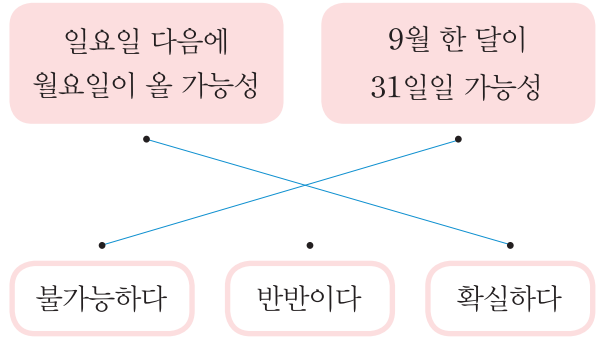 일요일 다음에
월요일이 올 가능성
9월 한 달이
31일일 가능성
불가능하다
반반이다
확실하다